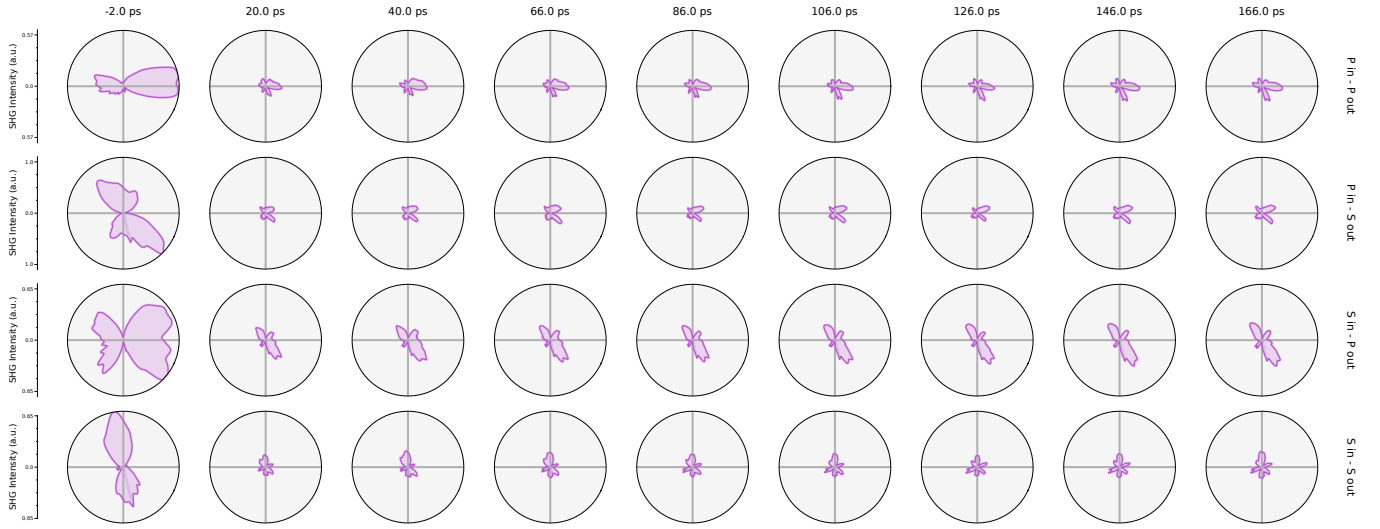 -2.0 ps 20.0 ps 40.0 ps 66.0 ps 86.0 ps 106.0 ps 126.0 ps 146.0 ps 166.0 ps
0.57
SHG Intensity (a.u.)
0.0
0.57
P in - P out
1.0
SHG Intensity (a.u.)
0.0
1.0
P in - S out
0.65
SHG Intensity (a.u.)
0.0
0.65
S in - P out
0.65
SHG Intensity (a.u.)
0.0
0.65
S in - S out